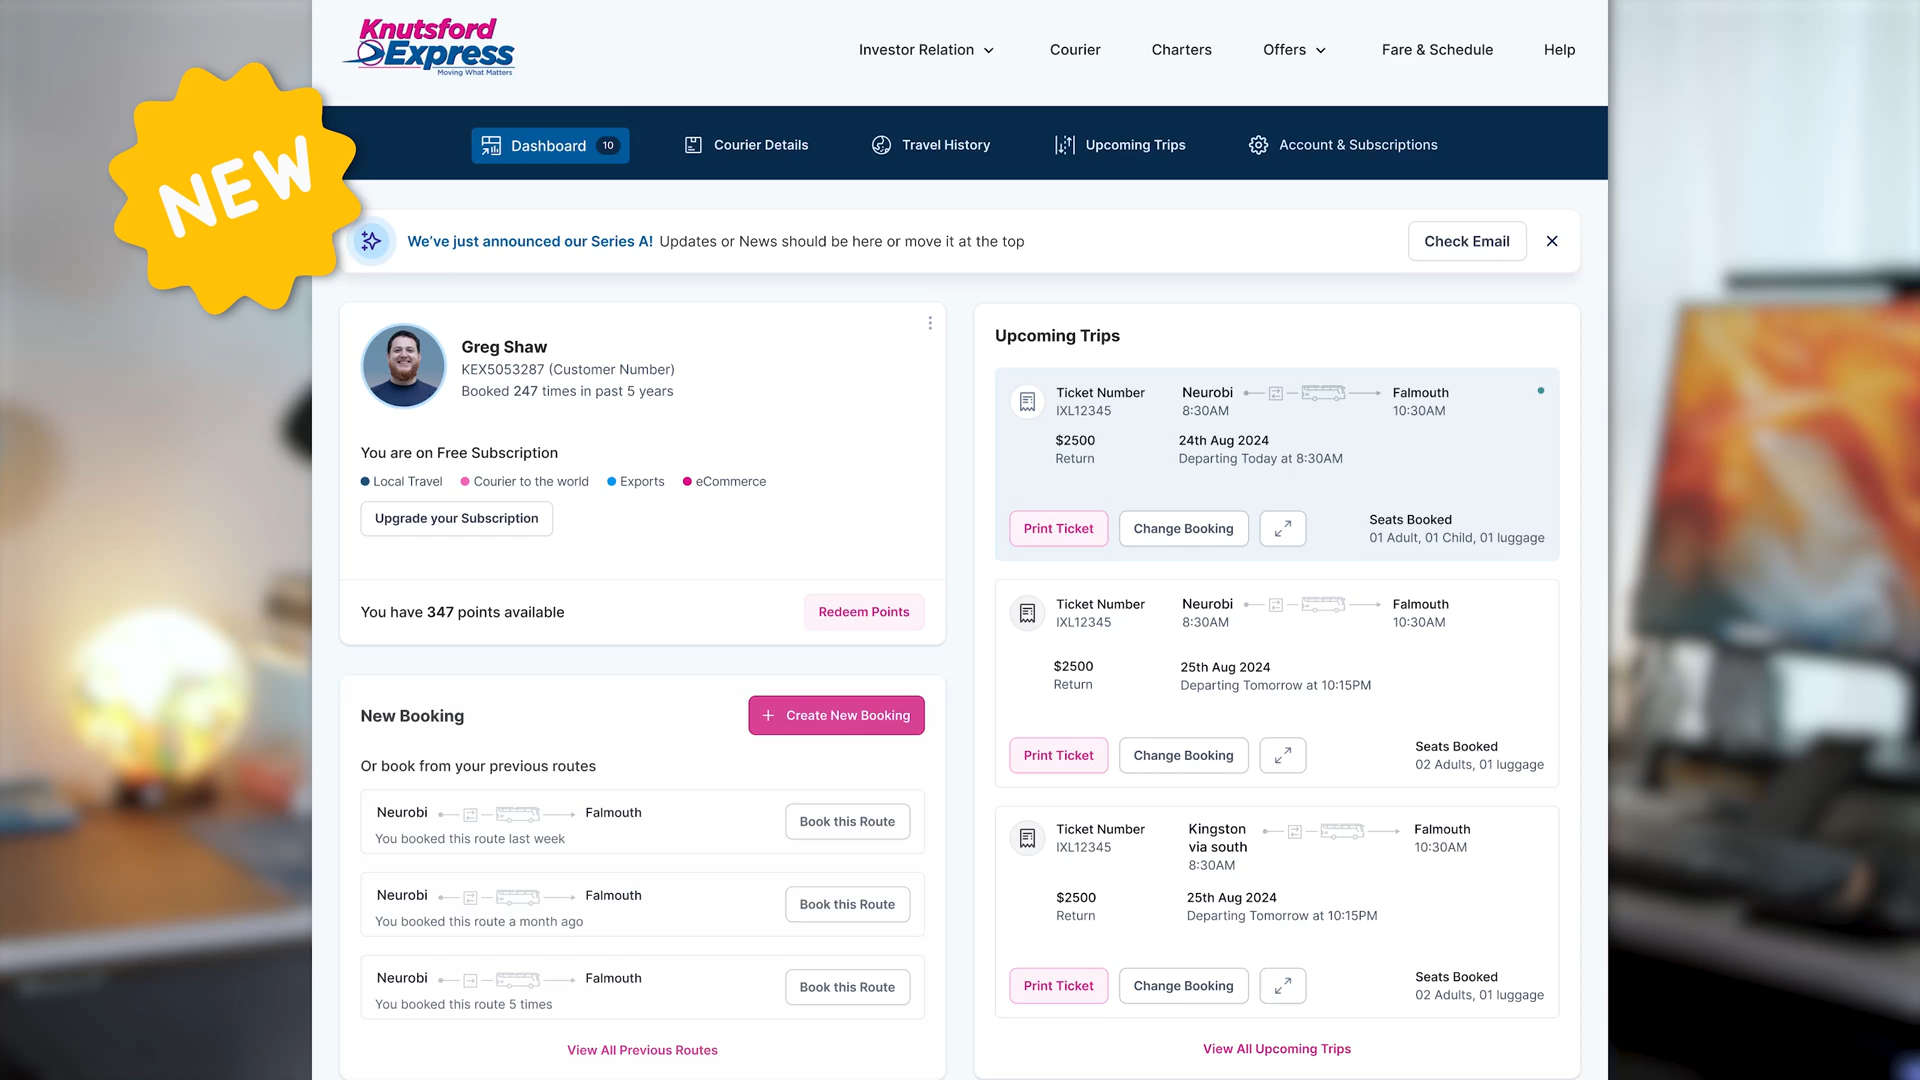 Knutsford
Express
Moving What Matters
Investor Relation
Courier
Charters
Offers
Fare & Schedule
Help
NEW
Dashboard 10
Courier Details
Travel History
Upcoming Trips
Account & Subscriptions
We've just announced our Series A! Updates or News should be here or move it at the top
Check Email
Greg Shaw
KEX5053287 (Customer Number)
Booked 247 times in past 5 years
You are on Free Subscription
Local Travel Courier to the world Exports eCommerce
Upgrade your Subscription
You have 347 points available
Redeem Points
New Booking
Create New Booking
Or book from your previous routes
Neurobi Falmouth
You booked this route last week
Book this Route
Neurobi Falmouth
You booked this route a month ago
Book this Route
Neurobi Falmouth
You booked this route 5 times
Book this Route
View All Previous Routes
Upcoming Trips
Ticket Number Neurobi Falmouth
IXL12345 8:30AM 10:30AM
$2500 24th Aug 2024
Return Departing Today at 8:30AM
Print Ticket
Change Booking
Seats Booked
01 Adult, 01 Child, 01 luggage
Ticket Number Neurobi Falmouth
IXL12345 8:30AM 10:30AM
$2500 25th Aug 2024
Return Departing Tomorrow at 10:15PM
Print Ticket
Change Booking
Seats Booked
02 Adults, 01 luggage
Ticket Number Kingston Falmouth
IXL12345 via south 10:30AM
8:30AM
$2500 25th Aug 2024
Return Departing Tomorrow at 10:15PM
Print Ticket
Change Booking
Seats Booked
02 Adults, 01 luggage
View All Upcoming Trips